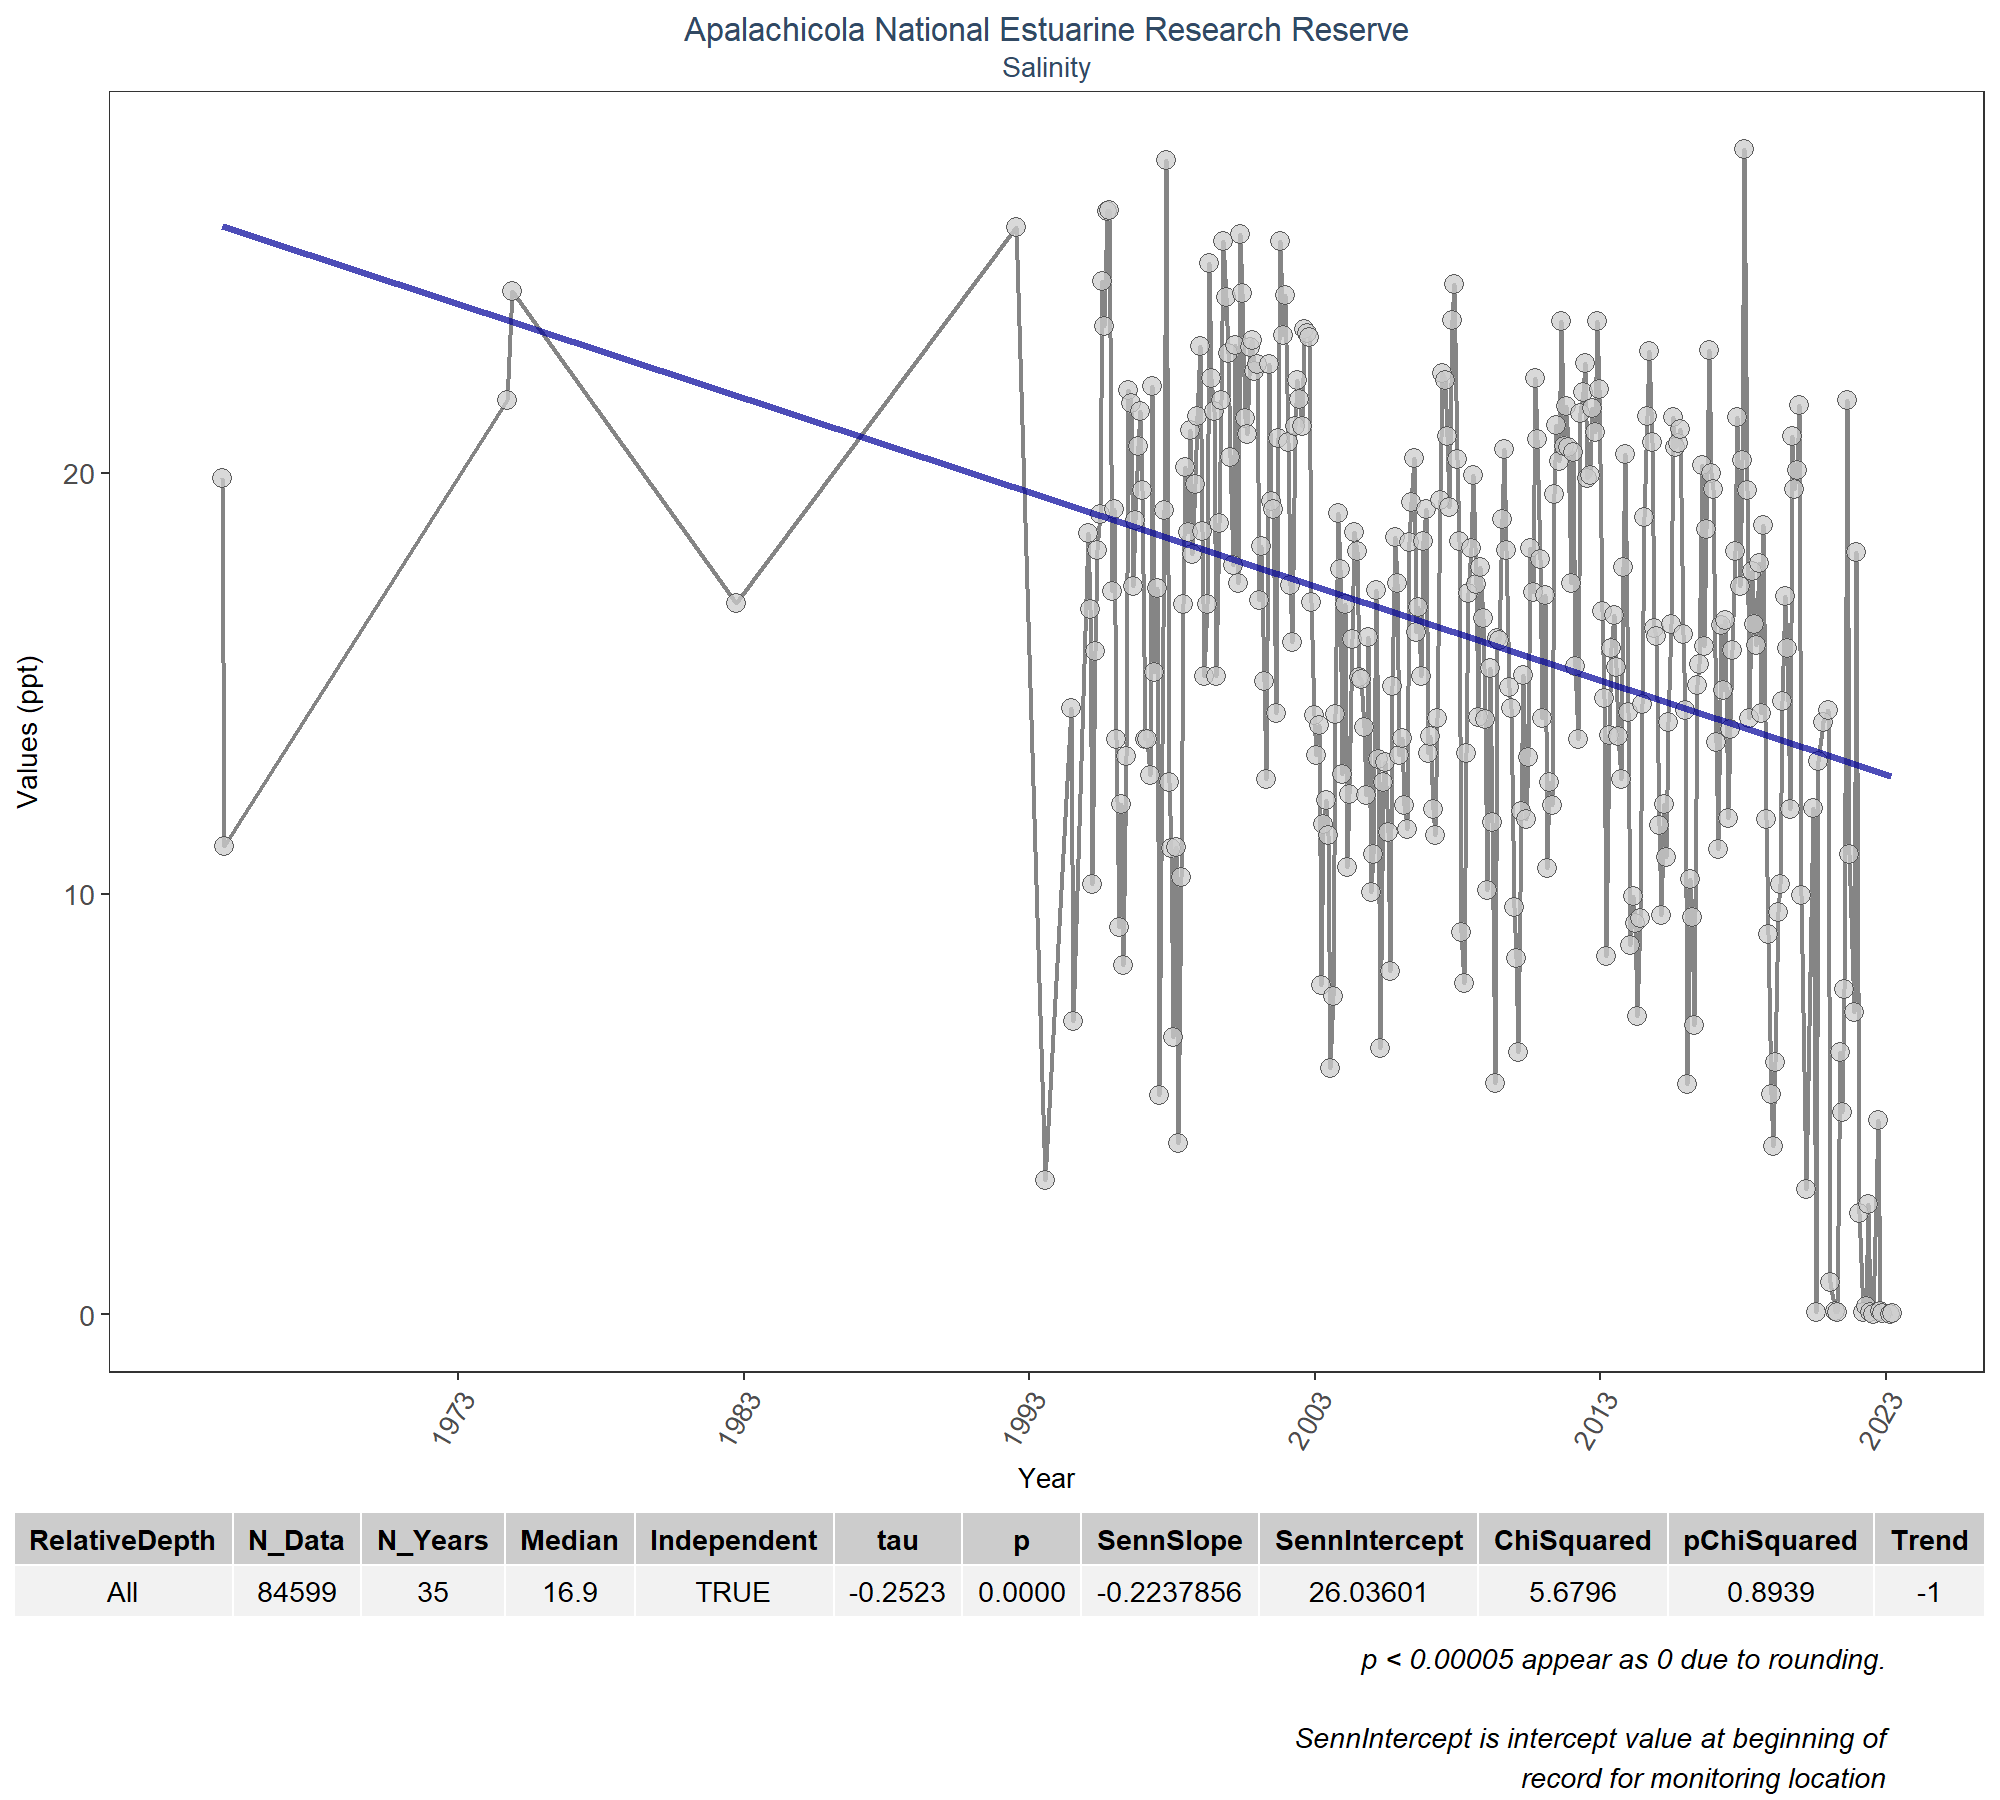 Apalachicola National Estuarine Research Reserve
Salinity
Values (ppt)
20
10
0
1973 1983 1993 2003 2013 2023
Year
RelativeDepth N_Data N_Years Median Independent tau p SennSlope SennIntercept ChiSquared pChiSquared Trend
All 84599 35 16.9 TRUE -0.2523 0.0000 -0.2237856 26.03601 5.6796 0.8939 -1
p < 0.00005 appear as 0 due to rounding.
SennIntercept is intercept value at beginning of
record for monitoring location